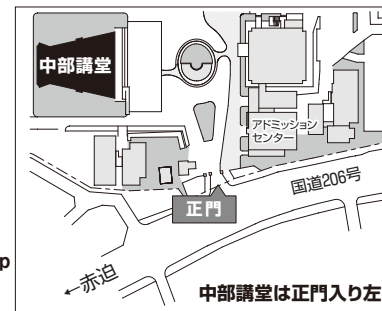 中部講堂
アドミッション
センター
国道206号
正門
p
←赤迫
中部講堂は正門入り左